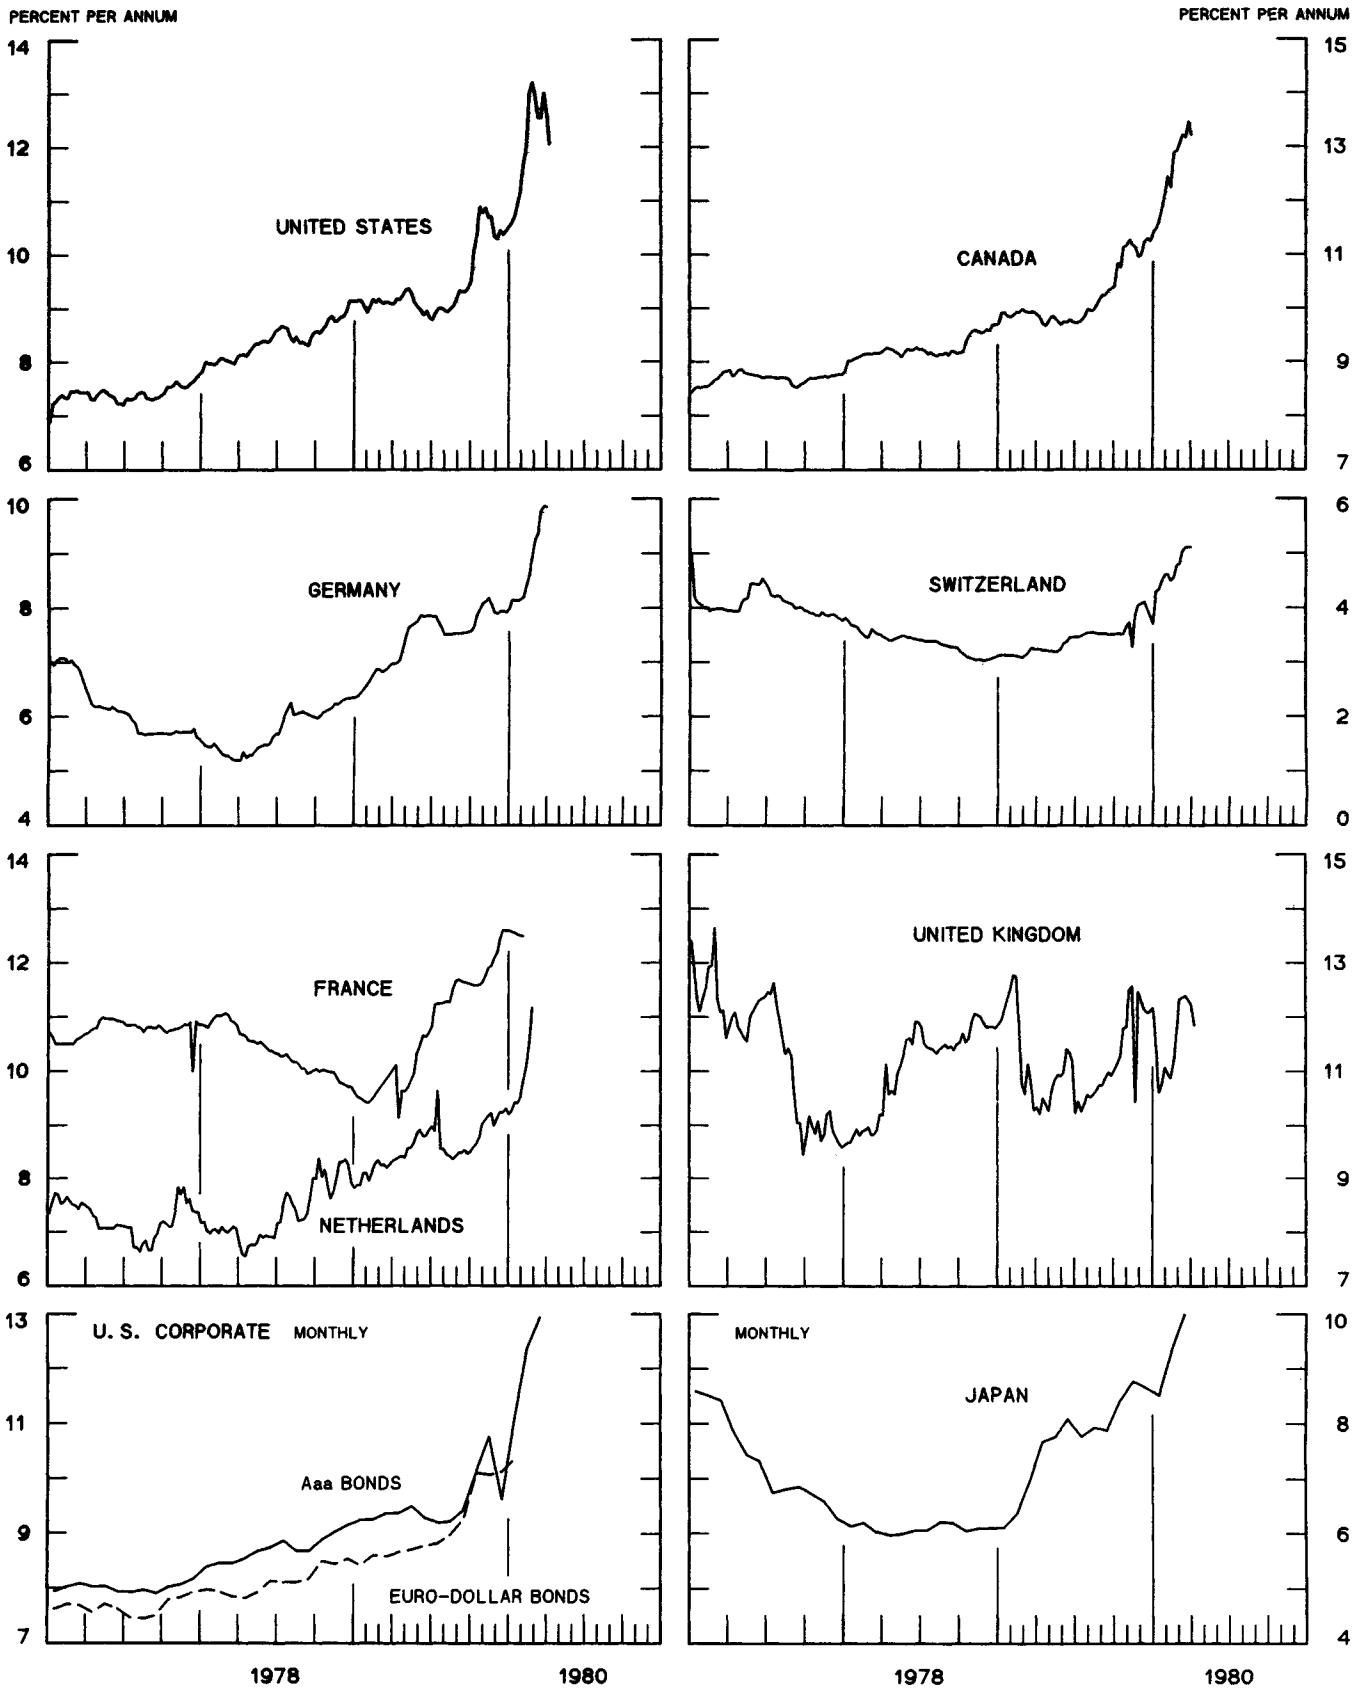 PERCENT PER ANNUM
PERCENT PER ANNUM
14
12
10
8
6
UNITED STATES
15
13
11
9
7
CANADA
10
8
6
4
GERMANY
6
4
2
0
SWITZERLAND
14
12
10
8
6
FRANCE
NETHERLANDS
15
13
11
9
7
UNITED KINGDOM
13
11
9
7
U. S. CORPORATE MONTHLY
Aaa BONDS
EURO-DOLLAR BONDS
10
8
6
4
MONTHLY
JAPAN
1978
1980
1978
1980